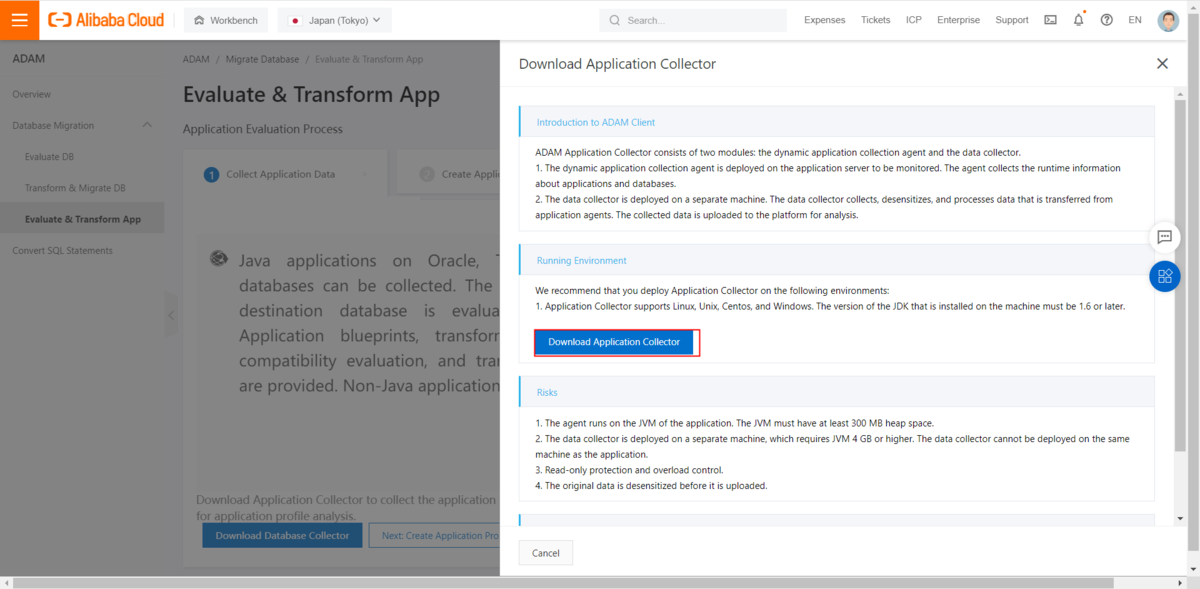 Alibaba Cloud
Workbench
Japan (Tokyo)
Search...
Expenses
Tickets
ICP
Enterprise
Support
EN
ADAM
Overview
Database Migration
Evaluate DB
Transform & Migrate DB
Evaluate & Transform App
Convert SQL Statements
ADAM / Migrate Database / Evaluate & Transform App
Evaluate & Transform App
Application Evaluation Process
1 Collect Application Data
2 Create Applic
Java applications on Oracle,
databases can be collected. The
destination database is evalua
Application blueprints, transform
compatibility evaluation, and tran
are provided. Non-Java application
Download Application Collector to collect the application
for application profile analysis.
Download Database Collector
Next: Create Application Pro
Download Application Collector
Introduction to ADAM Client
ADAM Application Collector consists of two modules: the dynamic application collection agent and the data collector.
1. The dynamic application collection agent is deployed on the application server to be monitored. The agent collects the runtime information
about applications and databases.
2. The data collector is deployed on a separate machine. The data collector collects, desensitizes, and processes data that is transferred from
application agents. The collected data is uploaded to the platform for analysis.
Running Environment
We recommend that you deploy Application Collector on the following environments:
1. Application Collector supports Linux, Unix, Centos, and Windows. The version of the JDK that is installed on the machine must be 1.6 or later.
Download Application Collector
Risks
1. The agent runs on the JVM of the application. The JVM must have at least 300 MB heap space.
2. The data collector is deployed on a separate machine, which requires JVM 4 GB or higher. The data collector cannot be deployed on the same
machine as the application.
3. Read-only protection and overload control.
4. The original data is desensitized before it is uploaded.
Cancel